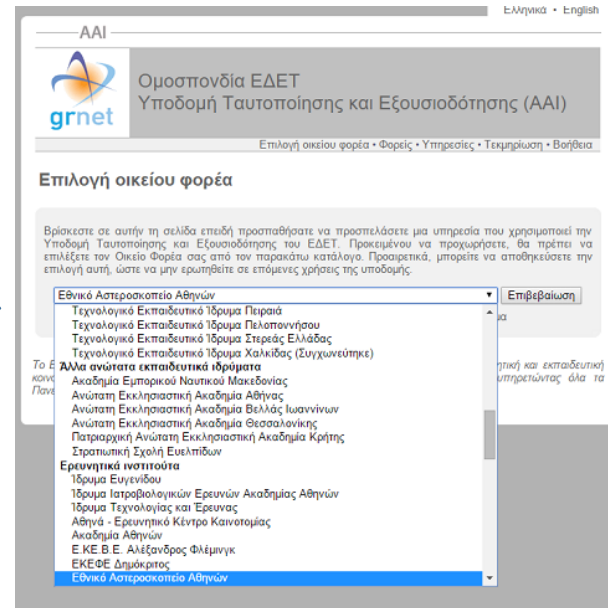 Ελληνικά • English
AAI
grnet
Ομοσπονδία ΕΔΕΤ
Υποδομή Ταυτοποίησης και Εξουσιοδότησης (AAI)
Επιλογή οικείου φορέα • Φορείς • Υπηρεσίες • Τεκμηρίωση • Βοήθεια
Επιλογή οικείου φορέα
Βρίσκεστε σε αυτήν τη σελίδα επειδή προσπαθήσατε να προσπελάσετε μια υπηρεσία που χρησιμοποιεί την
Υποδομή Ταυτοποίησης και Εξουσιοδότησης του ΕΔΕΤ. Προκειμένου να προχωρήσετε, θα πρέπει να
επιλέξετε τον Οικείο Φορέα σας από τον παρακάτω κατάλογο. Προαιρετικά, μπορείτε να αποθηκεύσετε την
επιλογή αυτή, ώστε να μην ερωτηθείτε σε επόμενες χρήσεις της υποδομής.
Εθνικό Αστεροσκοπείο Αθηνών
Επιβεβαίωση
Τεχνολογικό Εκπαιδευτικό Ίδρυμα Πειραιά
Τεχνολογικό Εκπαιδευτικό Ίδρυμα Πελοποννήσου
Τεχνολογικό Εκπαιδευτικό Ίδρυμα Στερεάς Ελλάδας
Τεχνολογικό Εκπαιδευτικό Ίδρυμα Χαλκίδας (Συγχωνεύτηκε)
Άλλα ανώτατα εκπαιδευτικά ιδρύματα
Ακαδημία Εμπορικού Ναυτικού Μακεδονίας
Ανώτατη Εκκλησιαστική Ακαδημία Αθήνας
Ανώτατη Εκκλησιαστική Ακαδημία Βελλάς Ιωαννίνων
Ανώτατη Εκκλησιαστική Ακαδημία Θεσσαλονίκης
Πατριαρχική Ανώτατη Εκκλησιαστική Ακαδημία Κρήτης
Στρατιωτική Σχολή Ευελπίδων
Ερευνητικά ινστιτούτα
Ίδρυμα Ευγενίδου
Ίδρυμα Ιατροβιολογικών Ερευνών Ακαδημίας Αθηνών
Ίδρυμα Τεχνολογίας και Έρευνας
Αθηνά - Ερευνητικό Κέντρο Καινοτομίας
Ακαδημία Αθηνών
Ε.ΚΕ.Β.Ε. Αλέξανδρος Φλέμινγκ
ΕΚΕΦΕ Δημόκριτος
Εθνικό Αστεροσκοπείο Αθηνών
Το
και εκπαιδευτική
όλα τα